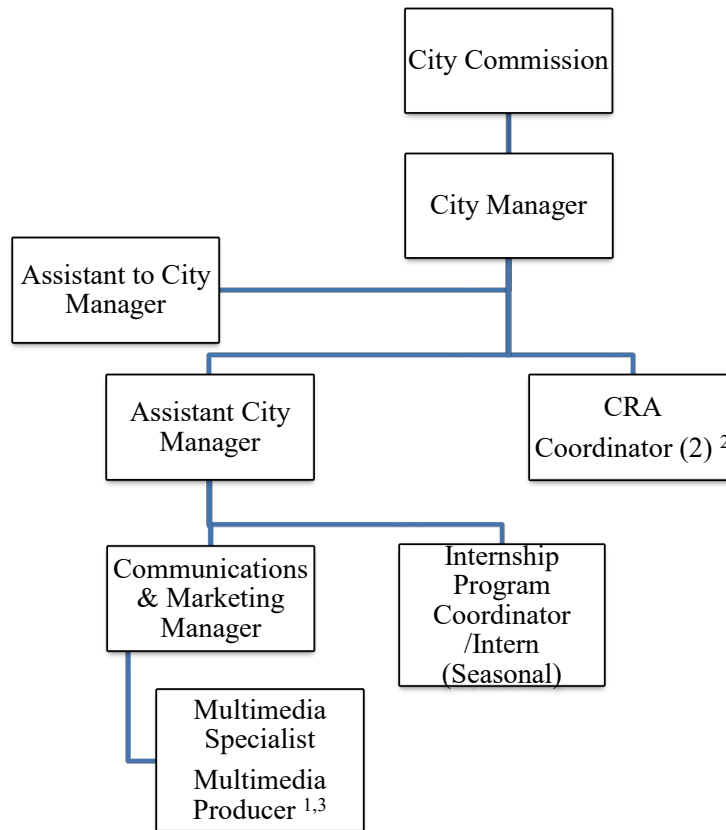 City Commission
City Manager
Assistant to City
Manager
Assistant City
Manager
CRA
Coordinator (2) ²
Communications
& Marketing
Manager
Internship
Program
Coordinator
/Intern
(Seasonal)
Multimedia
Specialist
Multimedia
Producer ¹,³